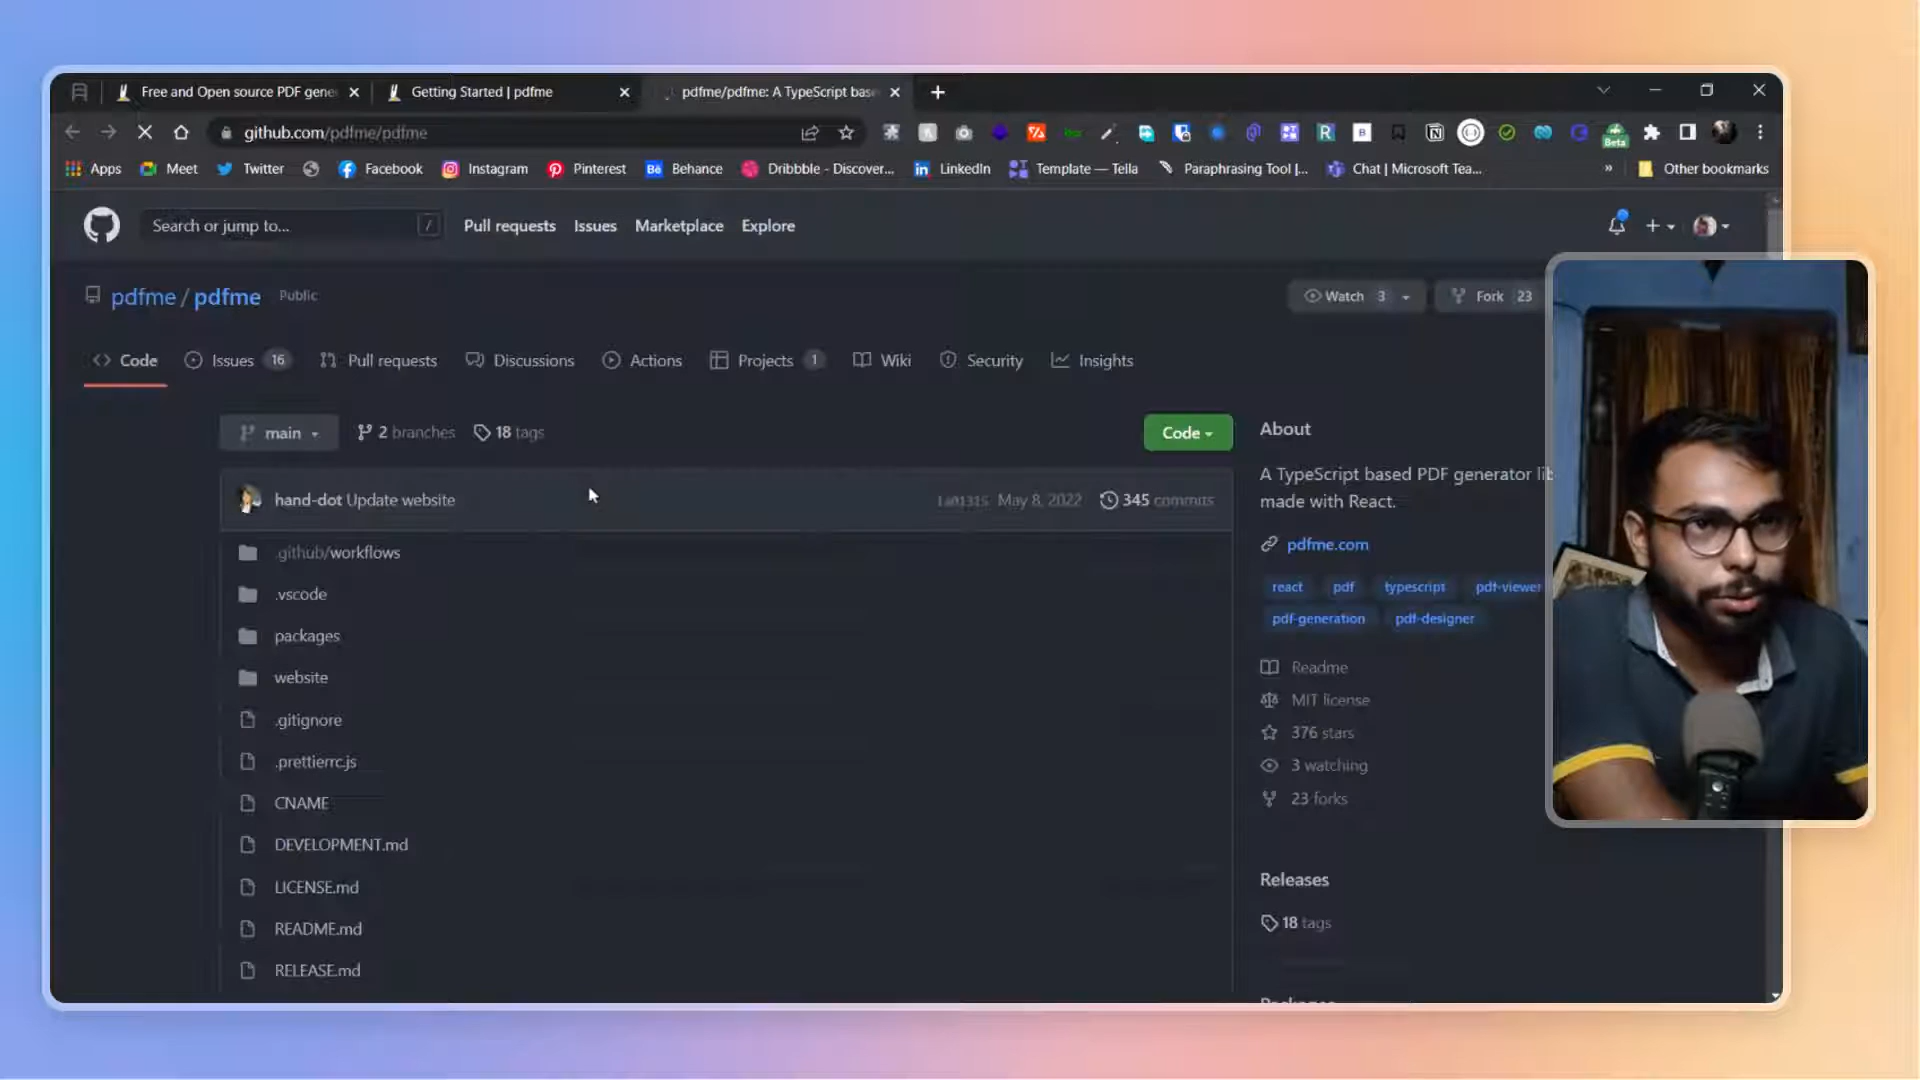 Free and Open source PDF gene
Getting Started | pdfme
pdfme/pdfme: A TypeScript bas
github.com/pdfme/pdfme
Beta
Apps
Meet
Twitter
Facebook
Instagram
Pinterest
Behance
Dribbble - Discover...
LinkedIn
Template — Tella
Paraphrasing Tool |...
Chat | Microsoft Tea...
»
Other bookmarks
Search or jump to...
/
Pull requests
Issues
Marketplace
Explore
pdfme / pdfme
Public
Watch 3
Fork 23
Code
Issues 16
Pull requests
Discussions
Actions
Projects 1
Wiki
Security
Insights
main
2 branches
18 tags
Code
hand-dot Update website
May 8, 2022
345 commits
.github/workflows
.vscode
packages
website
.gitignore
.prettierrc.js
CNAME
DEVELOPMENT.md
LICENSE.md
README.md
RELEASE.md
About
A TypeScript based PDF generator lib
made with React.
pdfme.com
react
pdf
typescript
pdf-viewer
pdf-generation
pdf-designer
Readme
MIT license
376 stars
3 watching
23 forks
Releases
18 tags